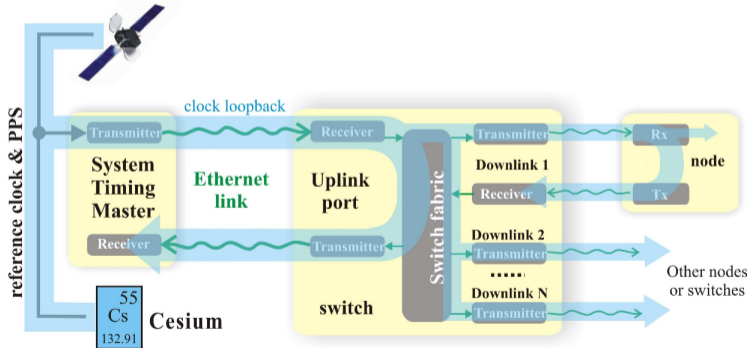 reference clock & PPS
clock loopback
Transmitter
System
Timing
Master
Receiver
Ethernet
link
Receiver
Uplink
port
Transmitter
switch
Switch fabric
Transmitter
Downlink 1
Receiver
Downlink 2
Transmitter
......
Downlink N
Transmitter
Rx
node
Tx
Other nodes
or switches
55
Cs
132.91
Cesium